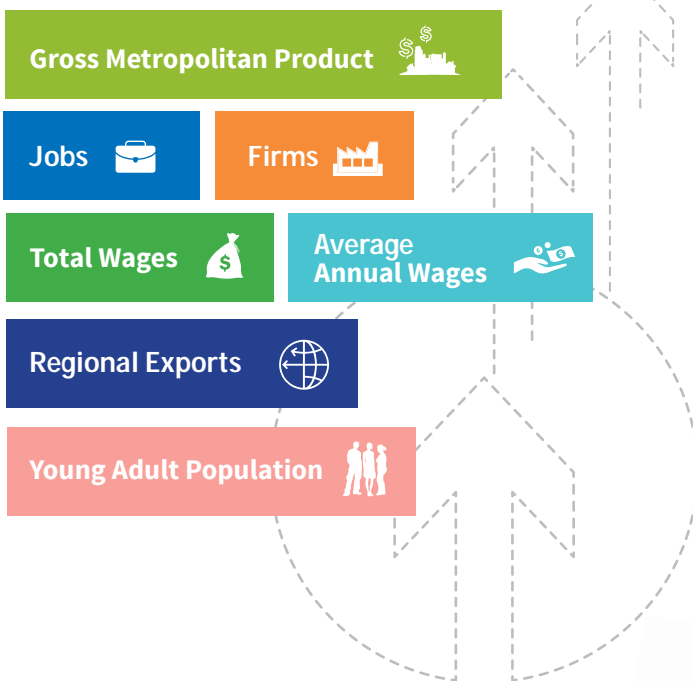 Gross Metropolitan Product
$ $
Jobs
Firms
Total Wages
$
Average
Annual Wages
Regional Exports
Young Adult Population